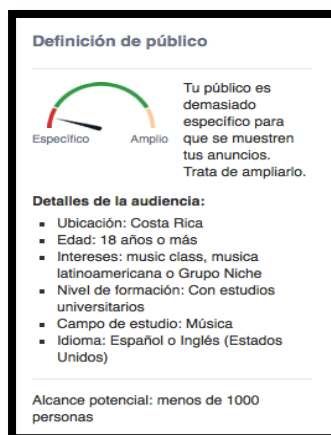 Definición de público
Tu público es
demasiado
específico para
que se muestren
tus anuncios.
Trata de ampliarlo.
Específico
Amplio
Detalles de la audiencia:
▪ Ubicación: Costa Rica
▪ Edad: 18 años o más
▪ Intereses: music class, musica
latinoamericana o Grupo Niche
▪ Nivel de formación: Con estudios
universitarios
▪ Campo de estudio: Música
▪ Idioma: Español o Inglés (Estados
Unidos)
Alcance potencial: menos de 1000
personas